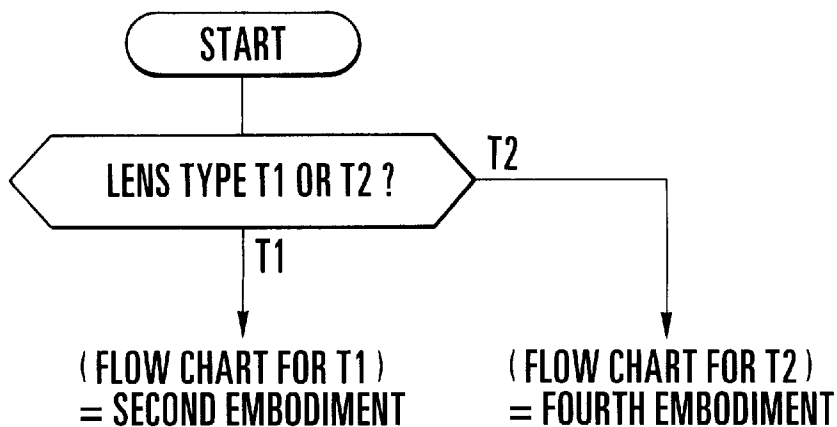 START
LENS TYPE T1 OR T2 ?
T2
T1
(FLOW CHART FOR T1)
= SECOND EMBODIMENT
(FLOW CHART FOR T2)
= FOURTH EMBODIMENT